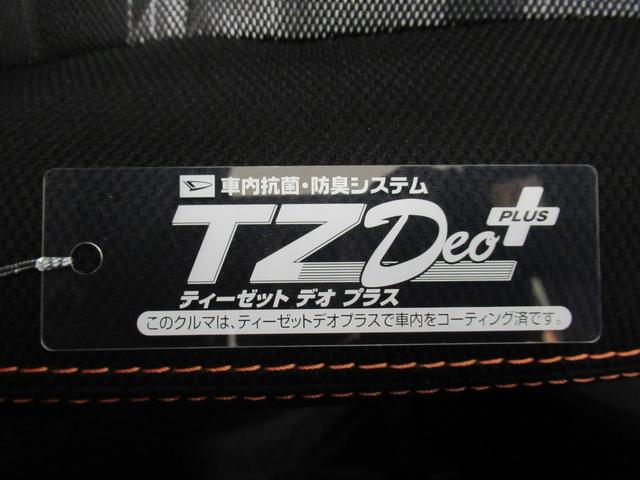 車内抗菌・防臭システム
TZDeo PLUS
ティーゼット デオ プラス
このクルマは、ティーゼットデオプラスで車内をコーティング済です。